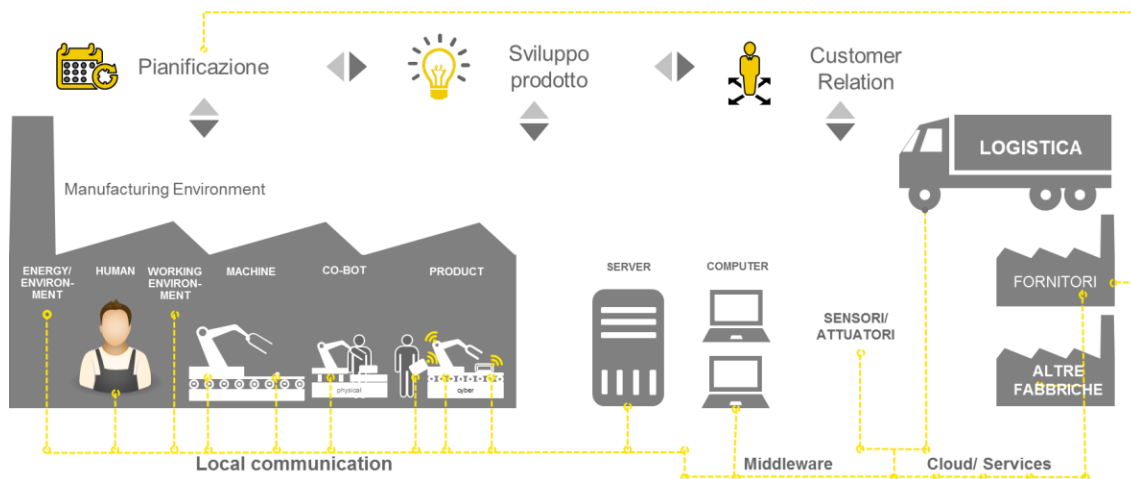 Pianificazione
Sviluppo
prodotto
Customer
Relation
LOGISTICA
Manufacturing Environment
ENERGY/
ENVIRON-
MENT
HUMAN
WORKING
ENVIRON-
MENT
MACHINE
CO-BOT
PRODUCT
SERVER
COMPUTER
FORNITORI
SENSORI/
ATTUATORI
ALTRE
FABBRICHE
physical
cyber
Local communication
Middleware
Cloud/ Services